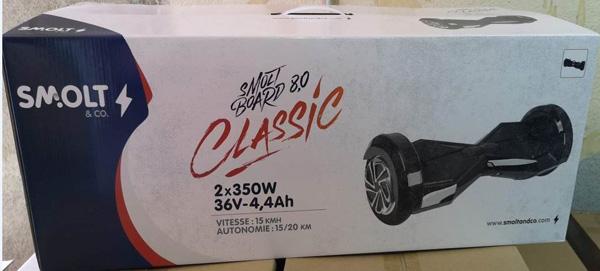 SMOLT
SMOLT
& CO.
SMOLT
BOARD 8,0
CLASSIC
2x350W
36V-4,4Ah
VITESSE : 15 KMH
AUTONOMIE : 15/20 KM
www.smoltandco.com